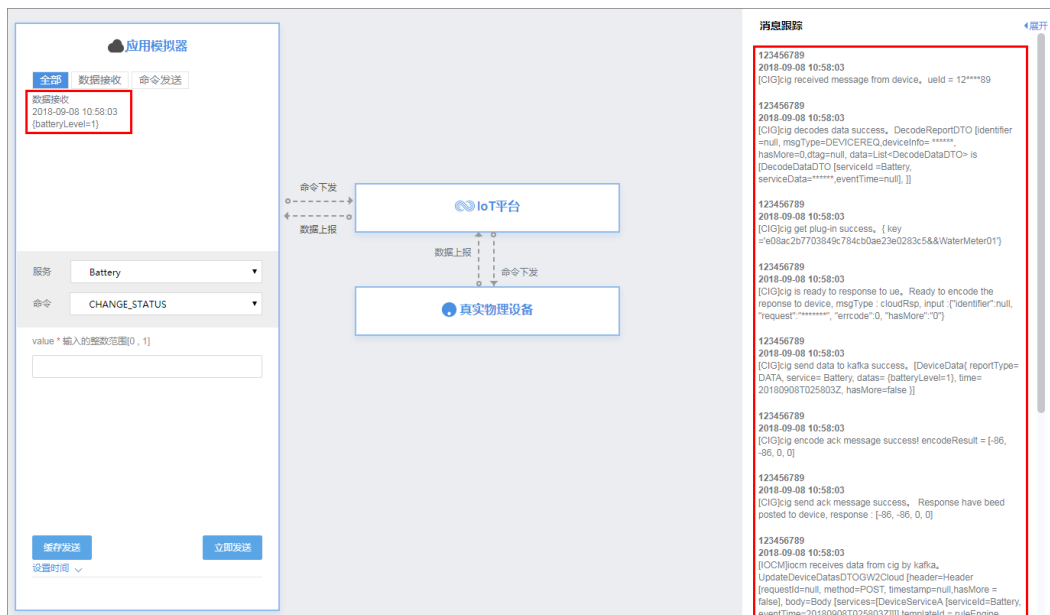 应用模拟器
全部 数据接收 命令发送
数据接收
2018-09-08 10:58:03
{batteryLevel=1}
服务 Battery
命令 CHANGE_STATUS
value * 输入的整数范围[0 , 1]
缓存发送 立即发送
设置时间
命令下发
数据上报
IoT平台
数据上报
命令下发
真实物理设备
消息跟踪 展开
123456789
2018-09-08 10:58:03
[CIG]cig received message from device。ueId = 12****89
123456789
2018-09-08 10:58:03
[CIG]cig decodes data success。DecodeReportDTO [identifier
=null, msgType=DEVICEREQ,deviceInfo= ******,
hasMore=0,dtag=null, data=List<DecodeDataDTO> is
[DecodeDataDTO [serviceId =Battery,
serviceData=******,eventTime=null], ]]
123456789
2018-09-08 10:58:03
[CIG]cig get plug-in success。{ key
='e08ac2b7703849c784cb0ae23e0283c5&&WaterMeter01'}
123456789
2018-09-08 10:58:03
[CIG]cig is ready to response to ue。Ready to encode the
reponse to device, msgType : cloudRsp, input :{"identifier":null,
"request":"*******", "errcode":0, "hasMore":"0"}
123456789
2018-09-08 10:58:03
[CIG]cig send data to kafka success。[DeviceData{ reportType=
DATA, service= Battery, datas= {batteryLevel=1}, time=
20180908T025803Z, hasMore=false }]
123456789
2018-09-08 10:58:03
[CIG]cig encode ack message success! encodeResult = [-86,
-86, 0, 0]
123456789
2018-09-08 10:58:03
[CIG]cig send ack message success。 Response have beed
posted to device, response : [-86, -86, 0, 0]
123456789
2018-09-08 10:58:03
[IOCM]iocm receives data from cig by kafka。
UpdateDeviceDatasDTOGW2Cloud [header=Header
[requestId=null, method=POST, timestamp=null,hasMore =
false], body=Body [services=[DeviceServiceA [serviceId=Battery,
eventTime=20180908T025803Z]]]],templateId = ruleEngine